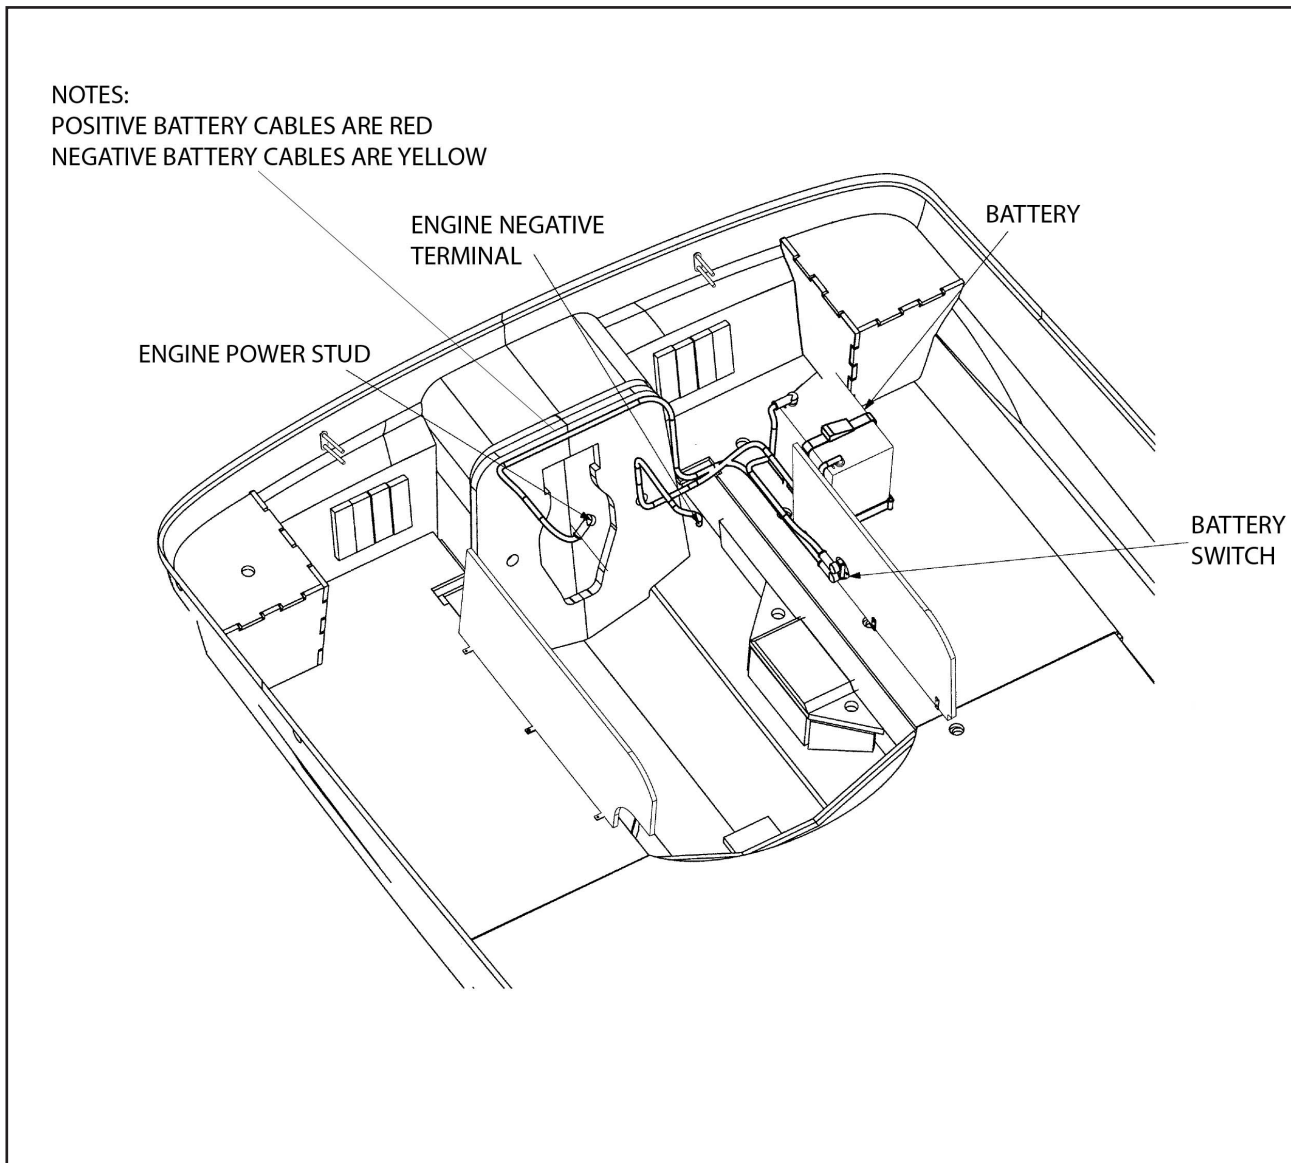 NOTES:
POSITIVE BATTERY CABLES ARE RED
NEGATIVE BATTERY CABLES ARE YELLOW
ENGINE NEGATIVE
TERMINAL
BATTERY
ENGINE POWER STUD
BATTERY
SWITCH